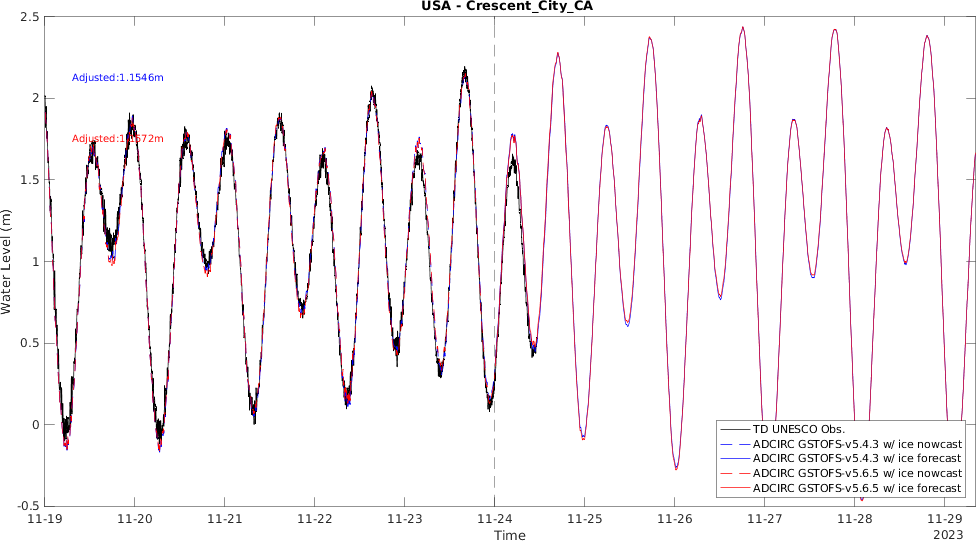 USA - Crescent_City_CA
2.5
2
1.5
1
0.5
0
-0.5
Water Level (m)
Adjusted:1.1546m
TD UNESCO Obs.
ADCIRC GSTOFS-v5.4.3 w/ ice nowcast
ADCIRC GSTOFS-v5.4.3 w/ ice forecast
ADCIRC GSTOFS-v5.6.5 w/ ice nowcast
ADCIRC GSTOFS-v5.6.5 w/ ice forecast
11-19 11-20 11-21 11-22 11-23 11-24 11-25 11-26 11-27 11-28 11-29
Time
2023